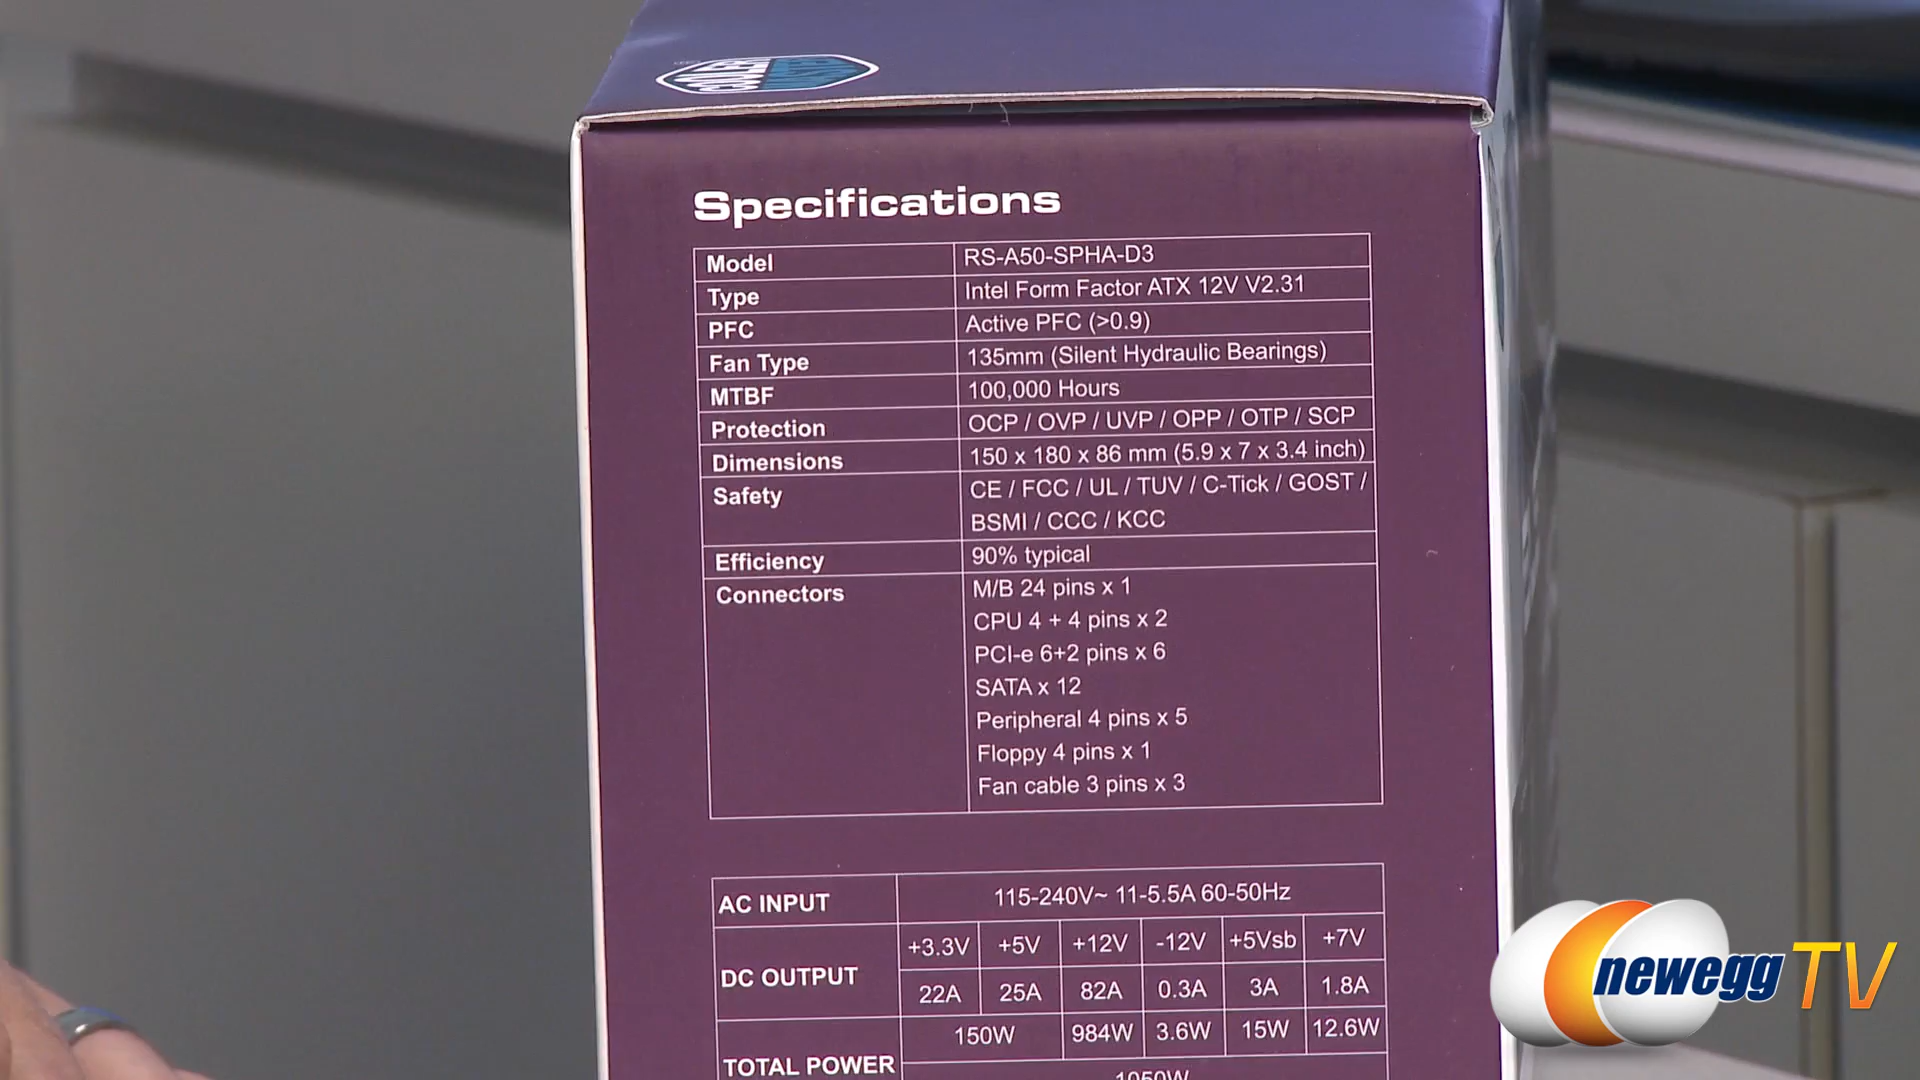 COOLER MASTER
Specifications
Model RS-A50-SPHA-D3
Type Intel Form Factor ATX 12V V2.31
PFC Active PFC (>0.9)
Fan Type 135mm (Silent Hydraulic Bearings)
MTBF 100,000 Hours
Protection OCP / OVP / UVP / OPP / OTP / SCP
Dimensions 150 x 180 x 86 mm (5.9 x 7 x 3.4 inch)
Safety CE / FCC / UL / TUV / C-Tick / GOST /
BSMI / CCC / KCC
Efficiency 90% typical
Connectors M/B 24 pins x 1
CPU 4 + 4 pins x 2
PCI-e 6+2 pins x 6
SATA x 12
Peripheral 4 pins x 5
Floppy 4 pins x 1
Fan cable 3 pins x 3
AC INPUT 115-240V~ 11-5.5A 60-50Hz
DC OUTPUT +3.3V +5V +12V -12V +5Vsb +7V
22A 25A 82A 0.3A 3A 1.8A
TOTAL POWER 150W 984W 3.6W 15W 12.6W
1050W
newegg TV